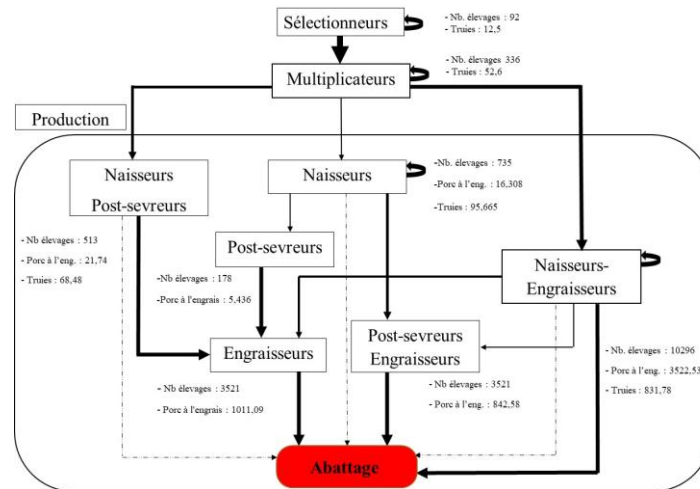 Sélectionneurs
- Nb. élevages : 92
- Truies : 12,5
Multiplicateurs
- Nb. élevages 336
- Truies : 52,6
Production
Naisseurs
Post-sevreurs
Naisseurs
-Nb. élevages : 735
-Porc à l'eng. : 16,308
-Truies : 95,665
- Nb élevages : 513
- Porc à l'eng. : 21,74
- Truies : 68,48
Post-sevreurs
-Nb élevages : 178
-Porc à l'engrais : 5,436
Naisseurs-
Engraisseurs
Engraisseurs
Post-sevreurs
Engraisseurs
- Nb. élevages : 10296
- Porc à l'eng. : 3522,53
- Truies : 831,78
- Nb élevages : 3521
- Porc à l'engrais : 1011,09
- Nb élevages : 3521
- Porc à l'eng. : 842,58
Abattage